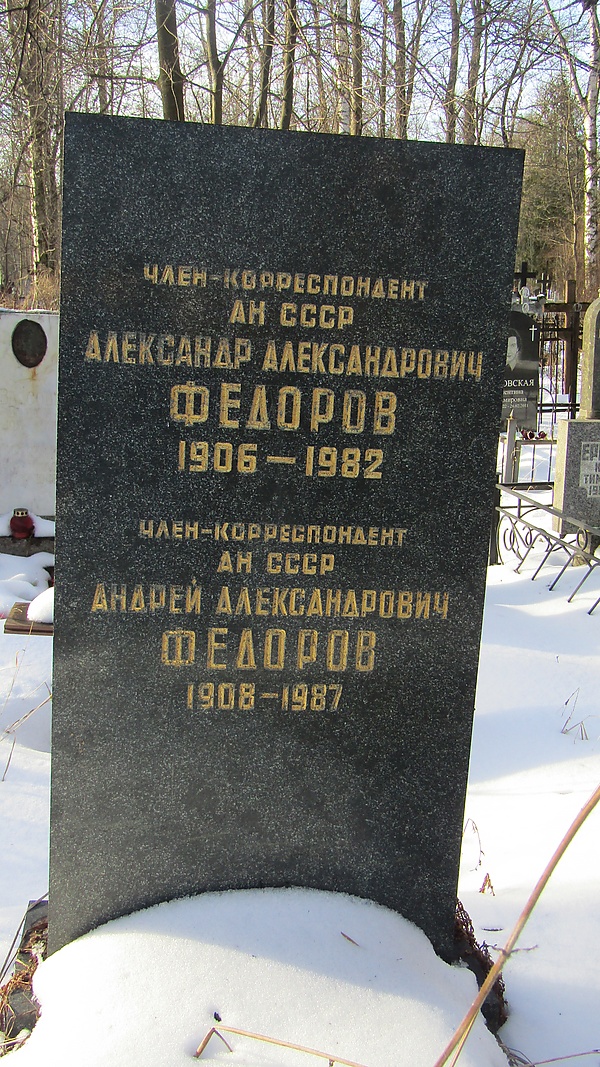 ЧЛЕН-КОРРЕСПОНДЕНТ
АН СССР
АЛЕКСАНДР АЛЕКСАНДРОВИЧ
ФЕДОРОВ
1906 — 1982
ЧЛЕН-КОРРЕСПОНДЕНТ
АН СССР
АНДРЕЙ АЛЕКСАНДРОВИЧ
ФЕДОРОВ
1908 — 1987